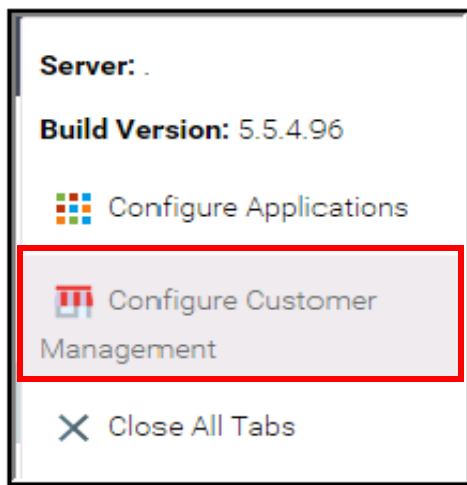 Server: .
Build Version: 5.5.4.96
Configure Applications
Configure Customer
Management
Close All Tabs